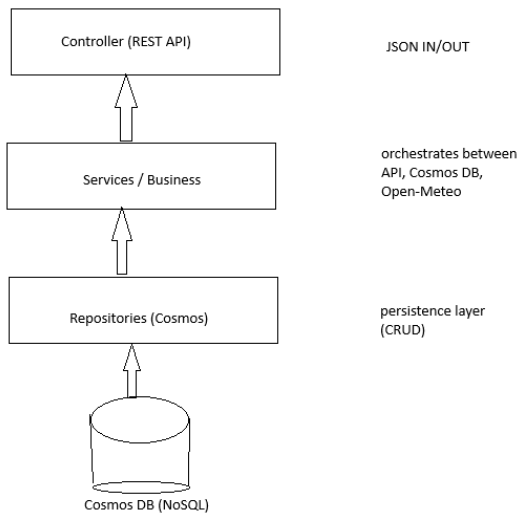 Controller (REST API)
JSON IN/OUT
Services / Business
orchestrates between
API, Cosmos DB,
Open-Meteo
Repositories (Cosmos)
persistence layer
(CRUD)
Cosmos DB (NoSQL)